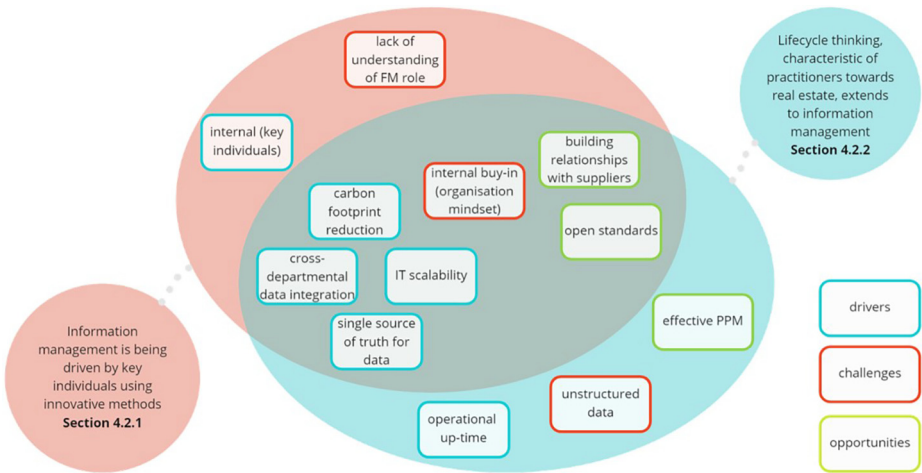 lack of
understanding
of FM role
Lifecycle thinking,
characteristic of
practitioners towards
real estate, extends
to information
management
Section 4.2.2
internal (key
individuals)
building
relationships
with suppliers
internal buy-in
(organisation
mindset)
carbon
footprint
reduction
open standards
cross-
departmental
data integration
IT scalability
single source
of truth for
data
effective PPM
Information
management is being
driven by key
individuals using
innovative methods
Section 4.2.1
unstructured
data
operational
up-time
drivers
challenges
opportunities